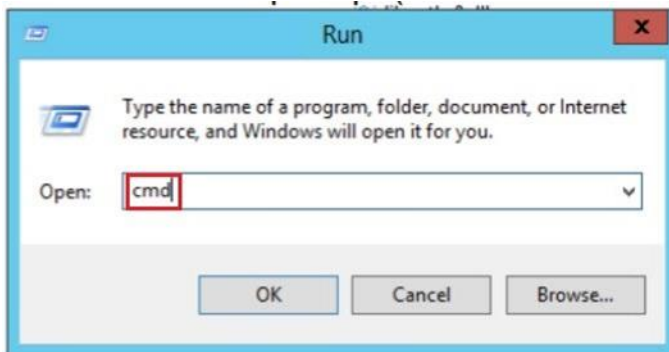 Run
x
Type the name of a program, folder, document, or Internet
resource, and Windows will open it for you.
Open: cmd
OK Cancel Browse...